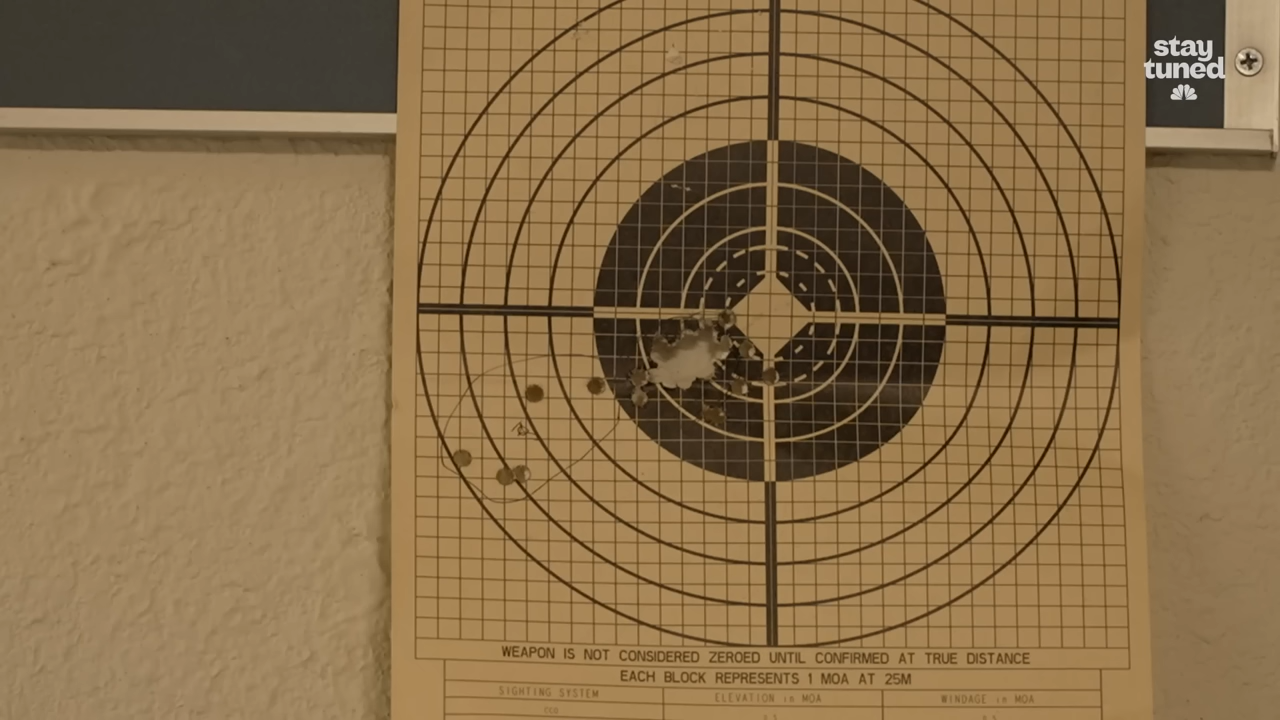 stay
tuned
WEAPON IS NOT CONSIDERED ZEROED UNTIL CONFIRMED AT TRUE DISTANCE
EACH BLOCK REPRESENTS 1 MOA AT 25M
SIGHTING SYSTEM
ELEVATION in MOA
WINDAGE in MOA